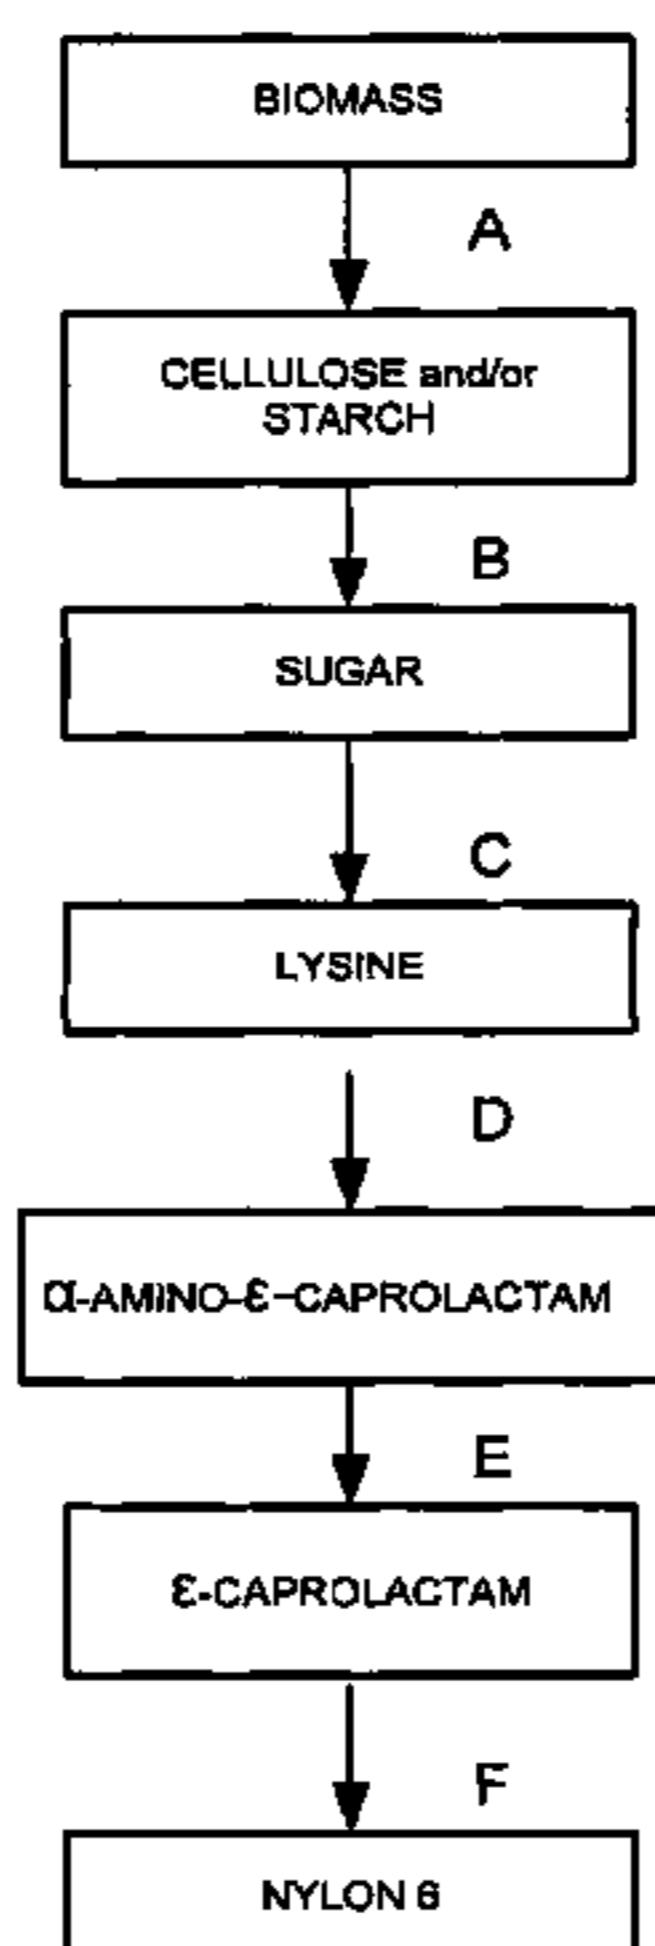 BIOMASS
A
CELLULOSE and/or
STARCH
B
SUGAR
C
LYSINE
D
α-AMINO-ε-CAPROLACTAM
E
ε-CAPROLACTAM
F
NYLON 6